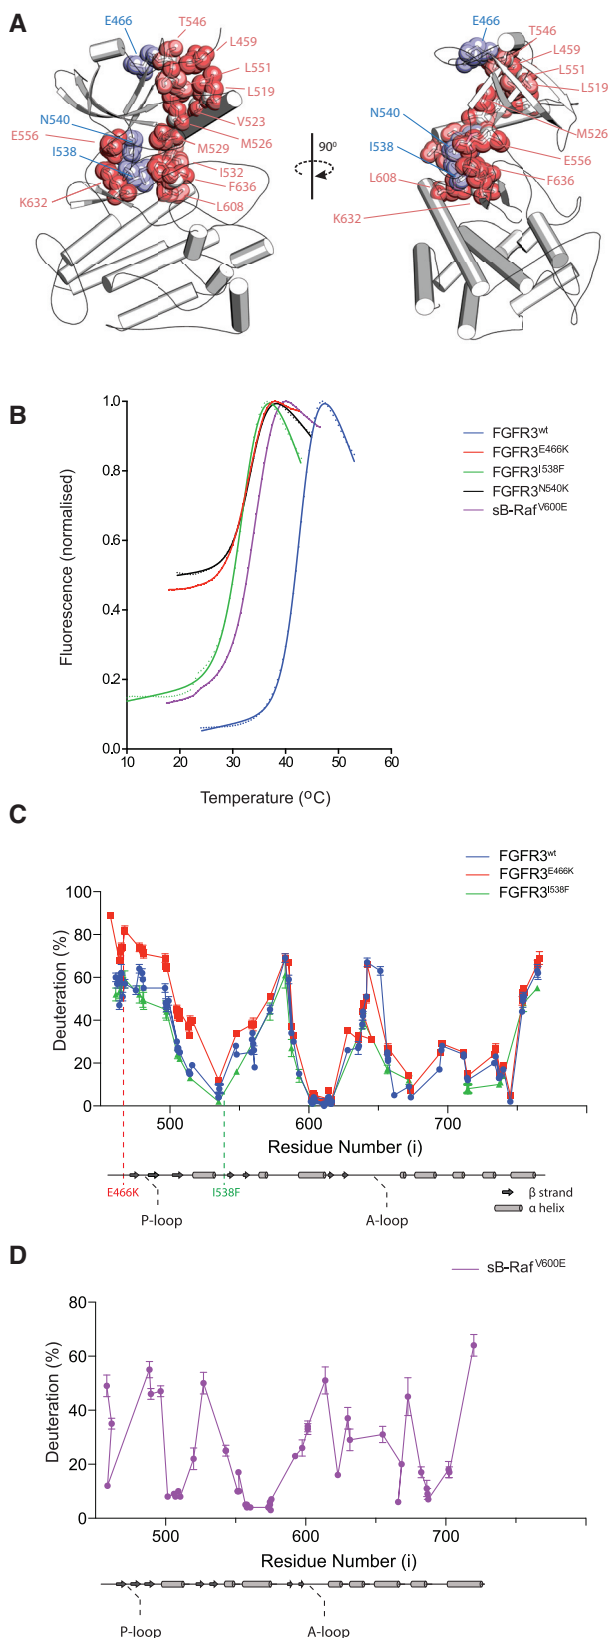 A
E466
T546
L459
L551
L519
V523
M526
M529
I532
F636
L608
N540
E556
I538
K632
90⁰
E466
T546
L459
L551
L519
M526
E556
F636
N540
I538
L608
K632
B
Fluorescence (normalised)
1.0
0.8
0.6
0.4
0.2
0.0
10 20 30 40 50 60
Temperature (ºC)
FGFR3wt
FGFR3E466K
FGFR3I538F
FGFR3N540K
sB-RafV600E
C
FGFR3wt
FGFR3E466K
FGFR3I538F
Deuteration (%)
100
80
60
40
20
0
500 600 700
Residue Number (i)
E466K
I538F
P-loop
A-loop
β strand
α helix
D
sB-RafV600E
Deuteration (%)
80
60
40
20
0
500 600 700
Residue Number (i)
P-loop
A-loop